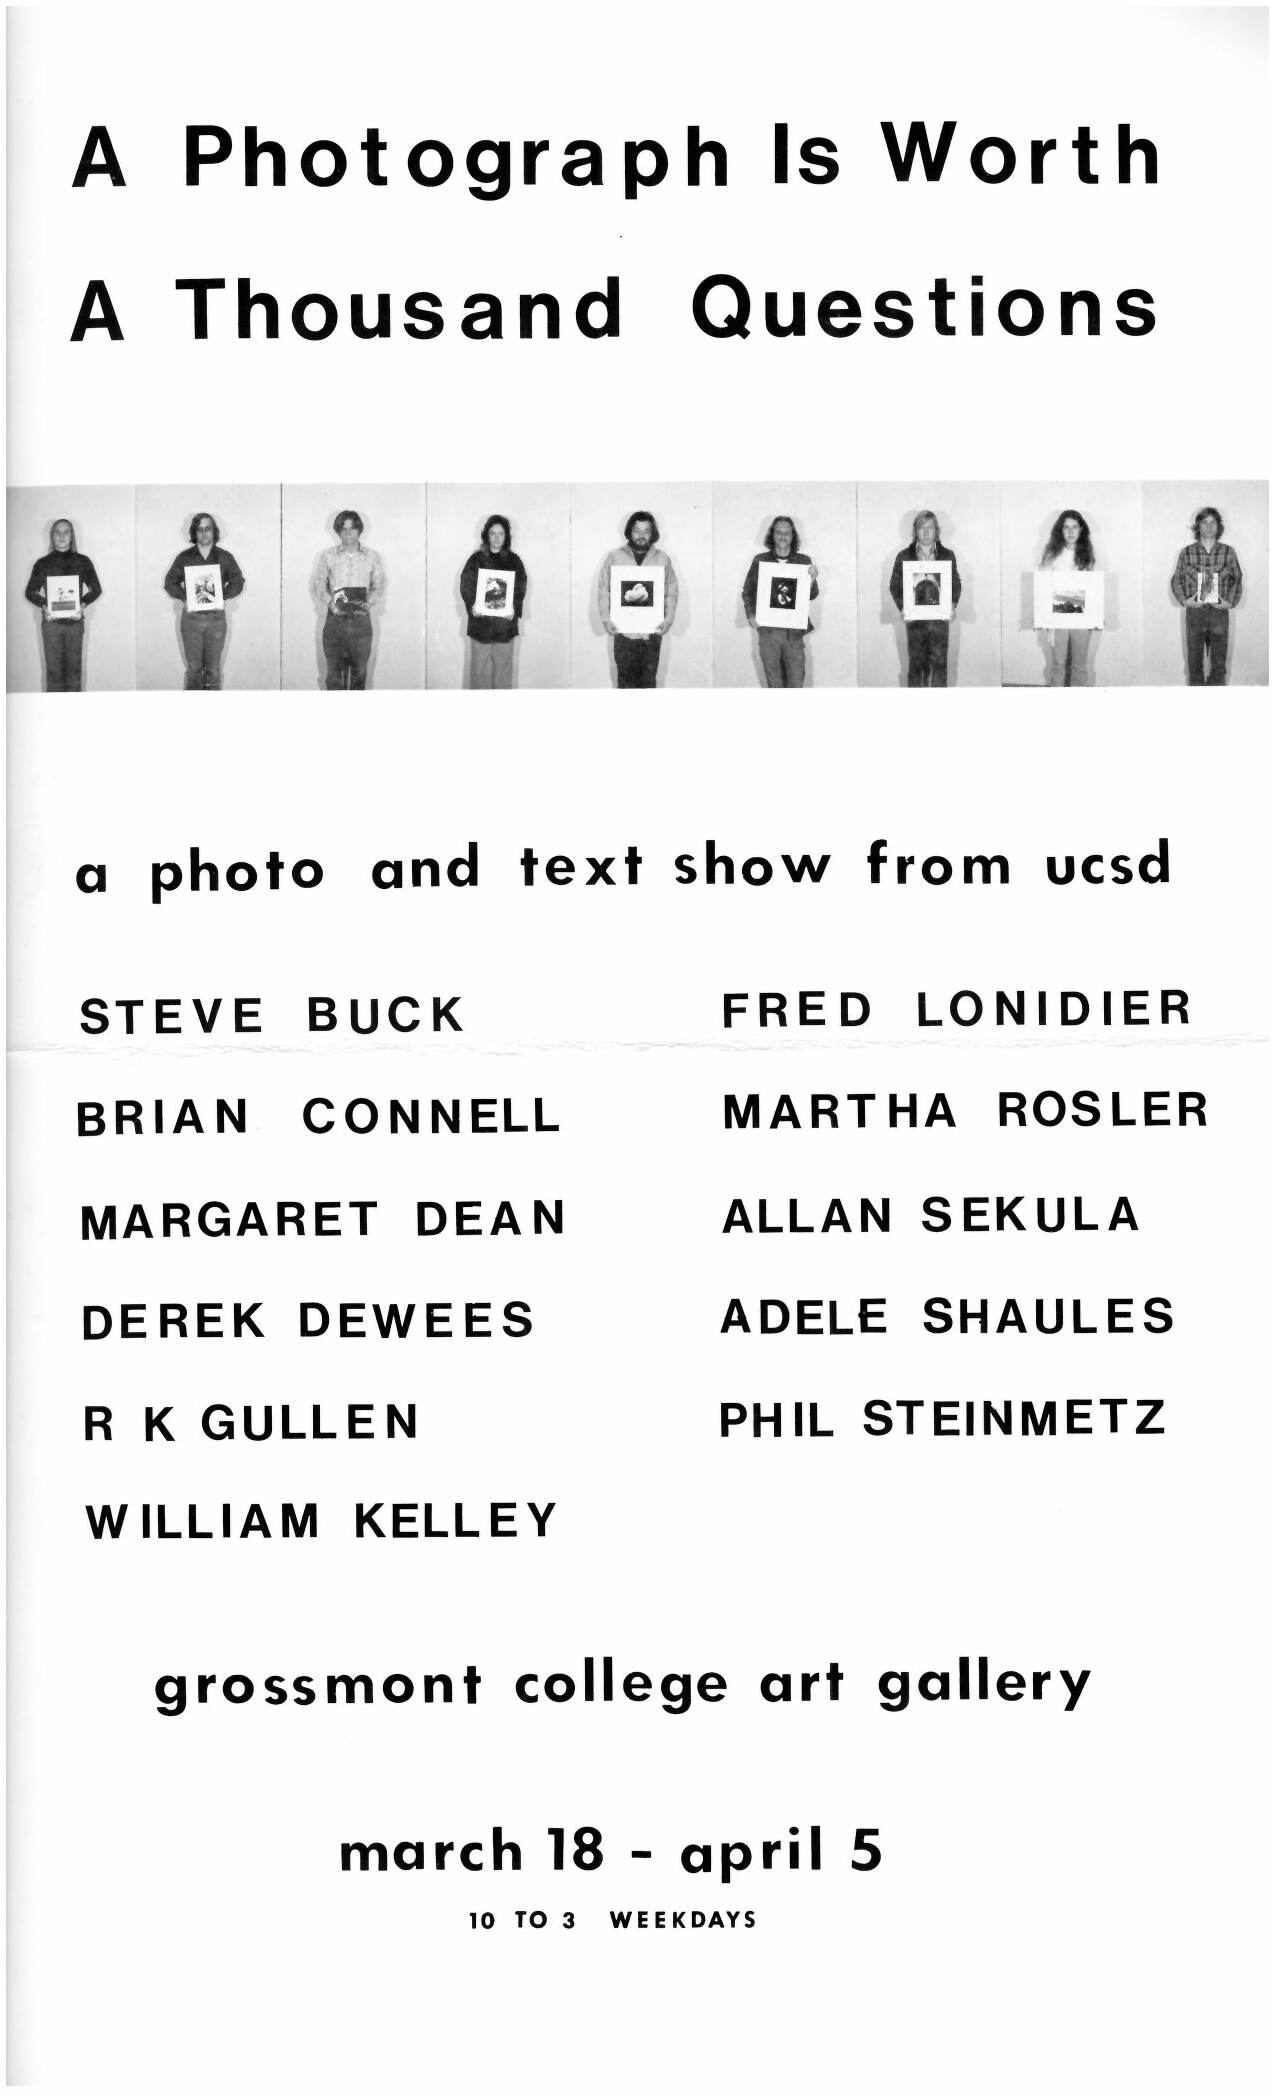 A Photograph Is Worth
A Thousand Questions
a photo and text show from ucsd
STEVE BUCK
BRIAN CONNELL
MARGARET DEAN
DEREK DEWEES
R K GULLEN
WILLIAM KELLEY
FRED LONIDIER
MARTHA ROSLER
ALLAN SEKULA
ADELE SHAULES
PHIL STEINMETZ
grossmont college art gallery
march 18 - april 5
10 TO 3 WEEKDAYS